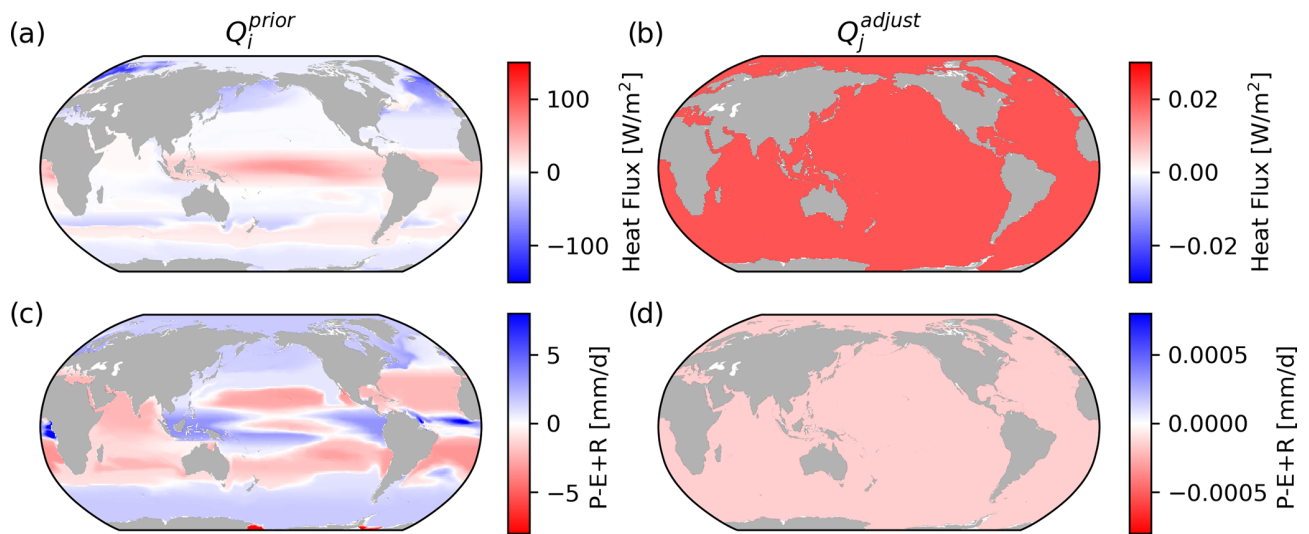 (a)
Q_i^prior
100
0
−100
Heat Flux [W/m²]
(b)
Q_j^adjust
0.02
0.00
−0.02
Heat Flux [W/m²]
(c)
5
0
−5
P-E+R [mm/d]
(d)
0.0005
0.0000
−0.0005
P-E+R [mm/d]